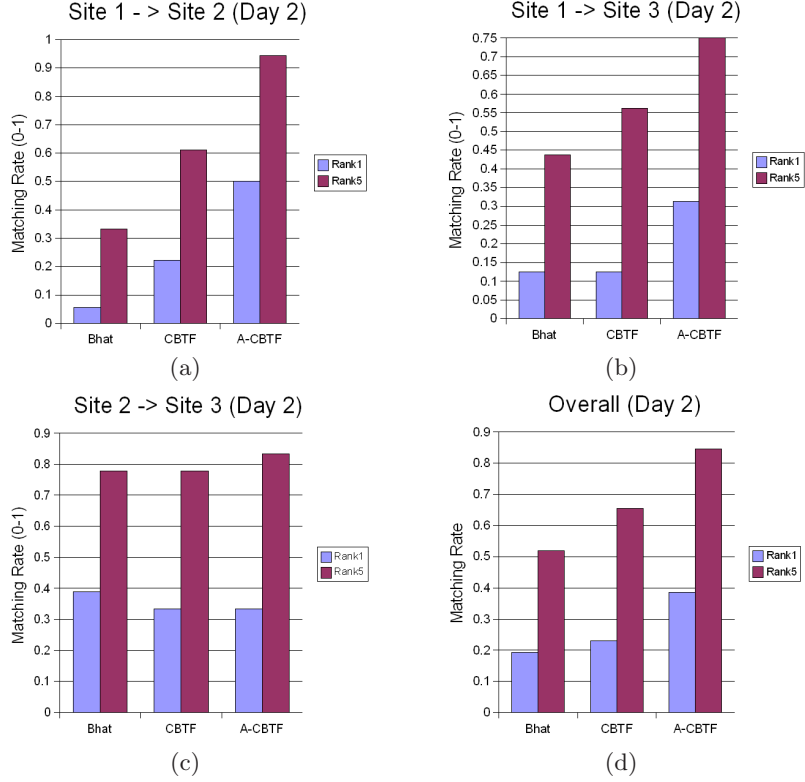 Site 1 - > Site 2 (Day 2)
Matching Rate (0-1)
1
0.9
0.8
0.7
0.6
0.5
0.4
0.3
0.2
0.1
0
Bhat CBTF A-CBTF
Rank1
Rank5
(a)
Site 1 -> Site 3 (Day 2)
Matching Rate (0-1)
0.75
0.7
0.65
0.6
0.55
0.5
0.45
0.4
0.35
0.3
0.25
0.2
0.15
0.1
0.05
0
Bhat CBTF A-CBTF
Rank1
Rank5
(b)
Site 2 -> Site 3 (Day 2)
Matching Rate (0-1)
0.9
0.8
0.7
0.6
0.5
0.4
0.3
0.2
0.1
0
Bhat CBTF A-CBTF
Rank1
Rank5
(c)
Overall (Day 2)
Matching Rate
0.9
0.8
0.7
0.6
0.5
0.4
0.3
0.2
0.1
0
Bhat CBTF A-CBTF
Rank1
Rank5
(d)